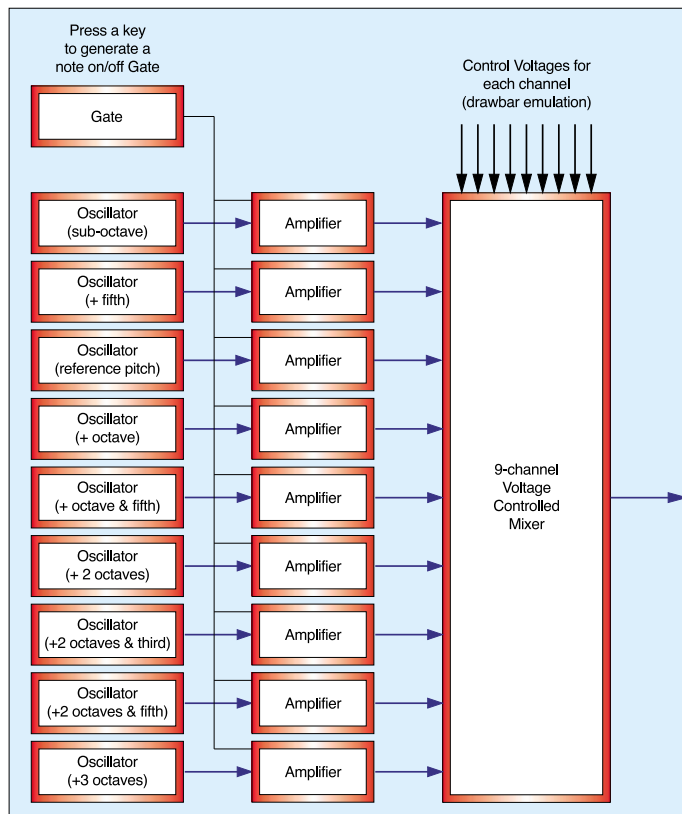 Press a key
to generate a
note on/off Gate
Control Voltages for
each channel
(drawbar emulation)
Gate
Oscillator
(sub-octave)
Amplifier
Oscillator
(+ fifth)
Amplifier
Oscillator
(reference pitch)
Amplifier
Oscillator
(+ octave)
Amplifier
Oscillator
(+ octave & fifth)
Amplifier
9-channel
Voltage
Controlled
Mixer
Oscillator
(+ 2 octaves)
Amplifier
Oscillator
(+2 octaves & third)
Amplifier
Oscillator
(+2 octaves & fifth)
Amplifier
Oscillator
(+3 octaves)
Amplifier